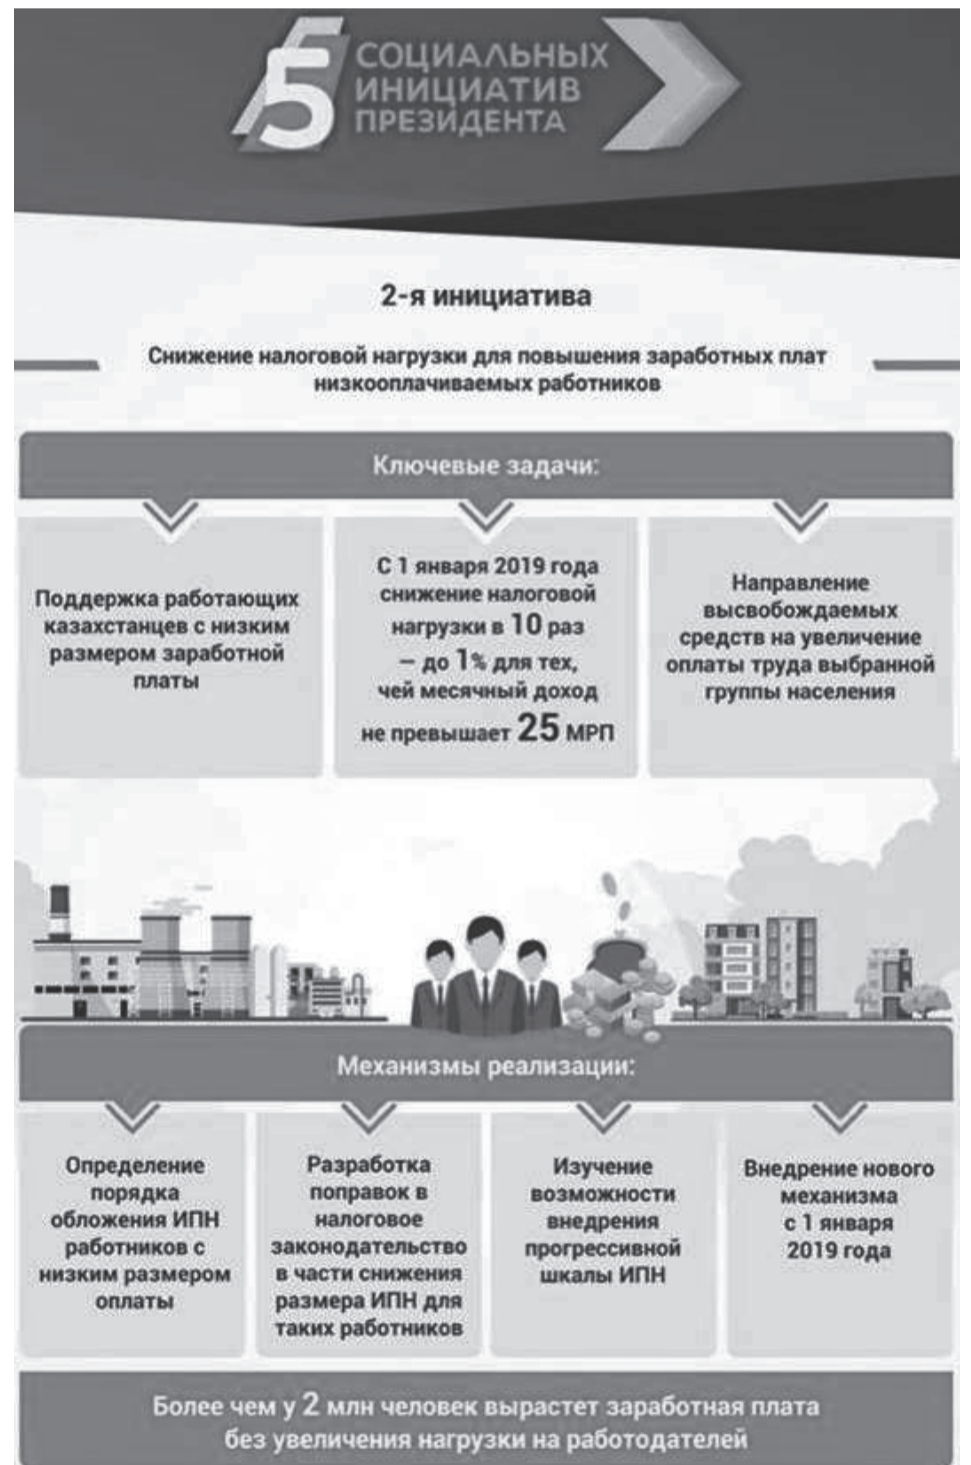 5 СОЦИАЛЬНЫХ
ИНИЦИАТИВ
ПРЕЗИДЕНТА
2-я инициатива
Снижение налоговой нагрузки для повышения заработных плат
низкооплачиваемых работников
Ключевые задачи:
Поддержка работающих
казахстанцев с низким
размером заработной
платы
С 1 января 2019 года
снижение налоговой
нагрузки в 10 раз
– до 1% для тех,
чей месячный доход
не превышает 25 МРП
Направление
высвобождаемых
средств на увеличение
оплаты труда выбранной
группы населения
Механизмы реализации:
Определение
порядка
обложения ИПН
работников с
низким размером
оплаты
Разработка
поправок в
налоговое
законодательство
в части снижения
размера ИПН для
таких работников
Изучение
возможности
внедрения
прогрессивной
шкалы ИПН
Внедрение нового
механизма
с 1 января
2019 года
Более чем у 2 млн человек вырастет заработная плата
без увеличения нагрузки на работодателей